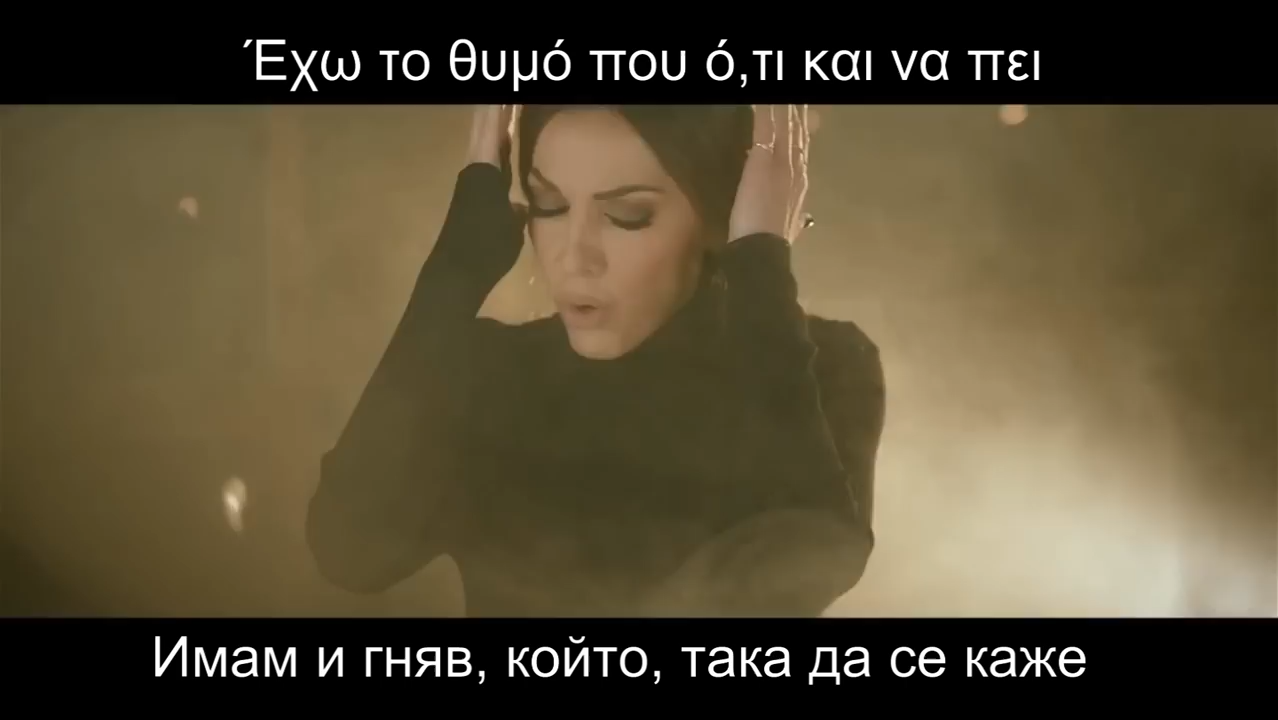 Έχω το θυμό που ό,τι και να πει
Имам и гняв, който, така да се каже